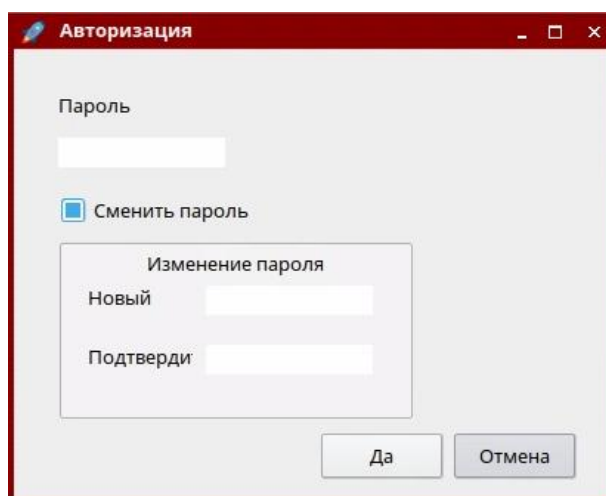 Авторизация
Пароль
Сменить пароль
Изменение пароля
Новый
Подтверди
Да
Отмена